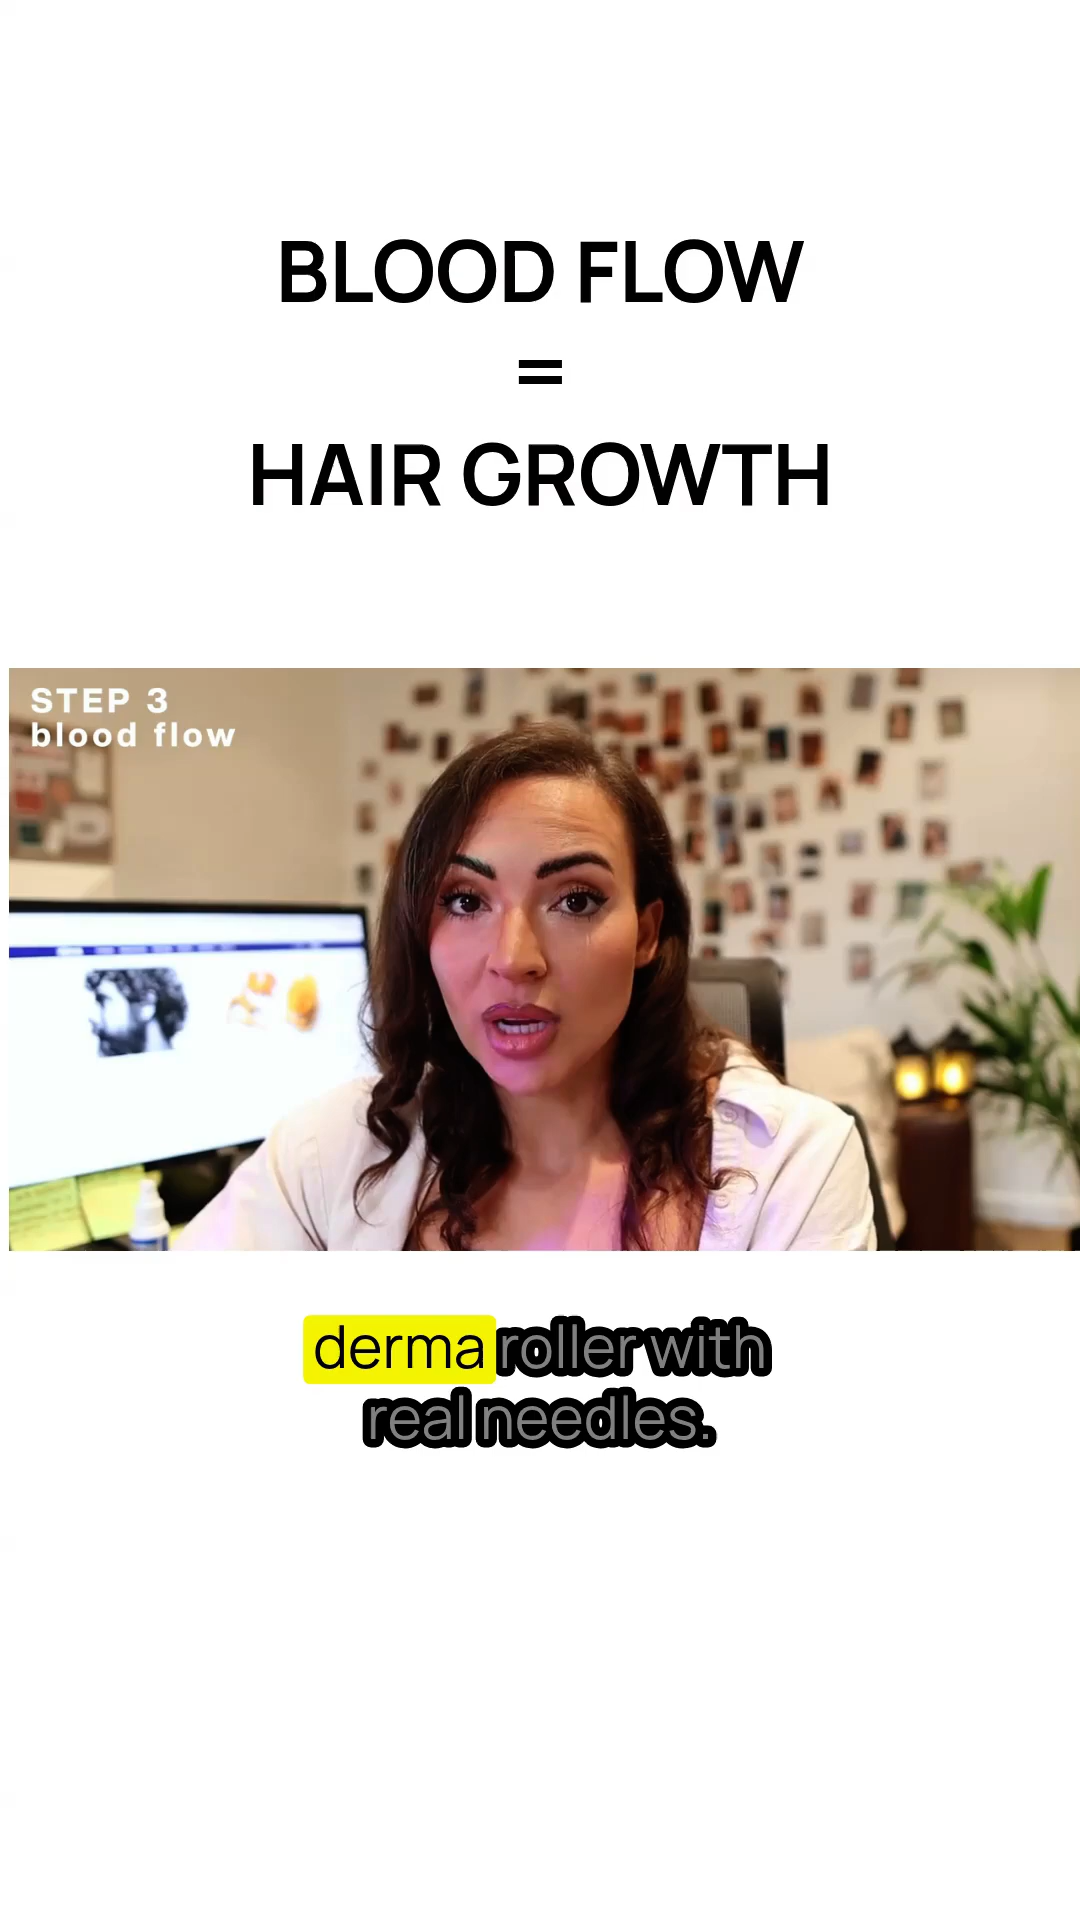 BLOOD FLOW
=
HAIR GROWTH
STEP 3
blood flow
derma roller with
real needles.